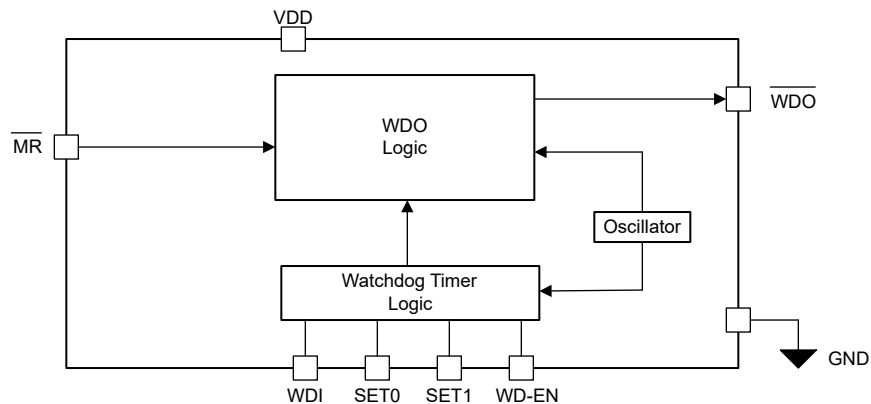 VDD
WDO
WDO
Logic
MR
Oscillator
Watchdog Timer
Logic
GND
WDI
SET0
SET1
WD-EN